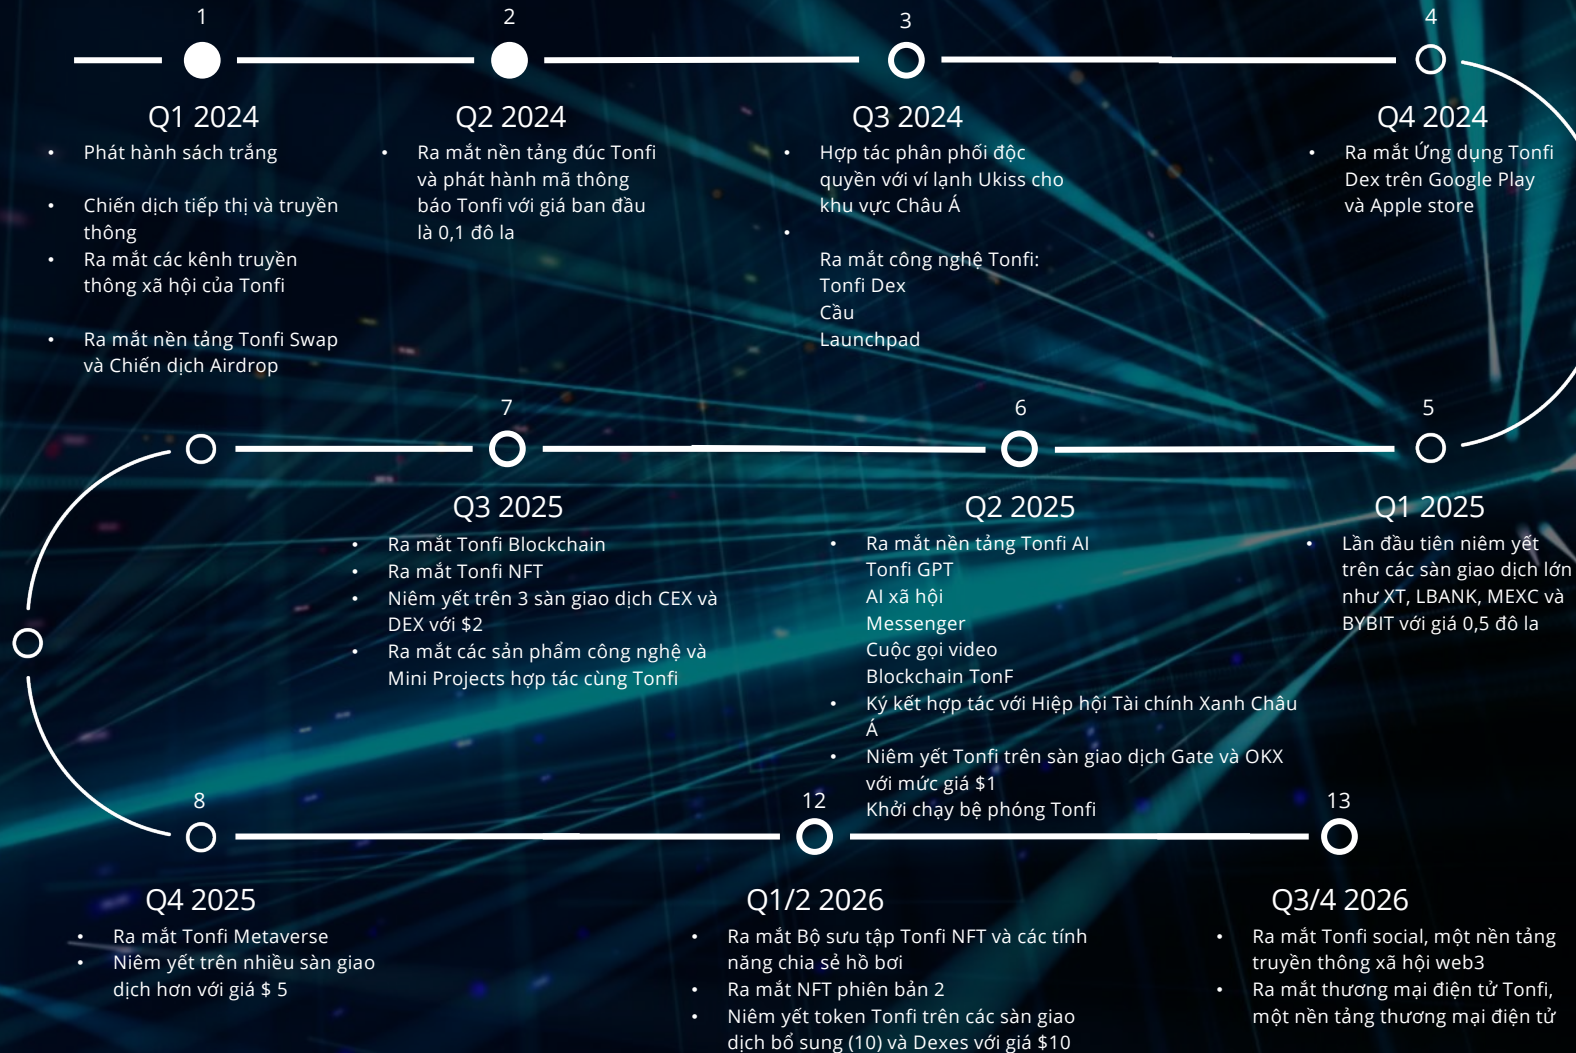 1
Q1 2024
• Phát hành sách trắng
• Chiến dịch tiếp thị và truyền
thông
• Ra mắt các kênh truyền
thông xã hội của Tonfi
• Ra mắt nền tảng Tonfi Swap
và Chiến dịch Airdrop
2
Q2 2024
• Ra mắt nền tảng đúc Tonfi
và phát hành mã thông
báo Tonfi với giá ban đầu
là 0,1 đô la
3
Q3 2024
• Hợp tác phân phối độc
quyền với ví lạnh Ukiss cho
khu vực Châu Á
•
Ra mắt công nghệ Tonfi:
Tonfi Dex
Cầu
Launchpad
4
Q4 2024
• Ra mắt Ứng dụng Tonfi
Dex trên Google Play
và Apple store
5
Q1 2025
• Lần đầu tiên niêm yết
trên các sàn giao dịch lớn
như XT, LBANK, MEXC và
BYBIT với giá 0,5 đô la
6
Q2 2025
• Ra mắt nền tảng Tonfi AI
Tonfi GPT
AI xã hội
Messenger
Cuộc gọi video
Blockchain TonF
• Ký kết hợp tác với Hiệp hội Tài chính Xanh Châu
Á
• Niêm yết Tonfi trên sàn giao dịch Gate và OKX
với mức giá $1
Khởi chạy bệ phóng Tonfi
7
Q3 2025
• Ra mắt Tonfi Blockchain
• Ra mắt Tonfi NFT
• Niêm yết trên 3 sàn giao dịch CEX và
DEX với $2
• Ra mắt các sản phẩm công nghệ và
Mini Projects hợp tác cùng Tonfi
8
Q4 2025
• Ra mắt Tonfi Metaverse
• Niêm yết trên nhiều sàn giao
dịch hơn với giá $ 5
12
Q1/2 2026
• Ra mắt Bộ sưu tập Tonfi NFT và các tính
năng chia sẻ hồ bơi
• Ra mắt NFT phiên bản 2
• Niêm yết token Tonfi trên các sàn giao
dịch bổ sung (10) và Dexes với giá $10
13
Q3/4 2026
• Ra mắt Tonfi social, một nền tảng
truyền thông xã hội web3
• Ra mắt thương mại điện tử Tonfi,
một nền tảng thương mại điện tử